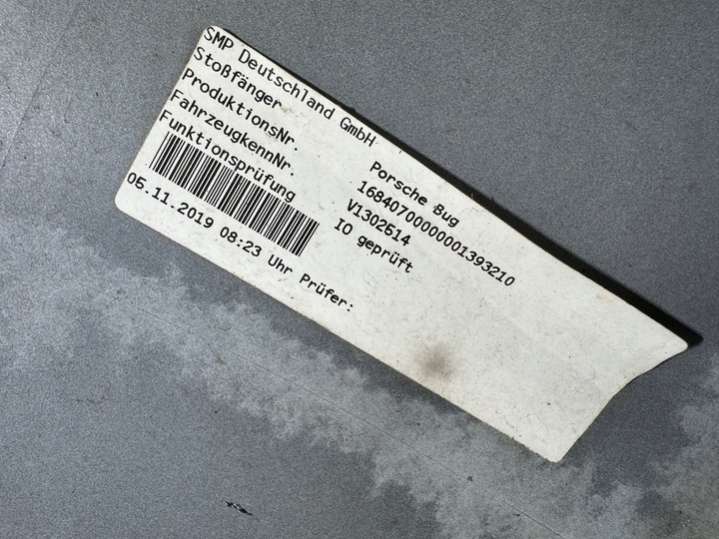 SMP Deutschland GmbH
Stoßfänger Porsche Bug
ProduktionsNr. 16840700000001393210
FahrzeugkennNr. V1302614
Funktionsprüfung IO geprüft
05.11.2019 08:23 Uhr Prüfer: